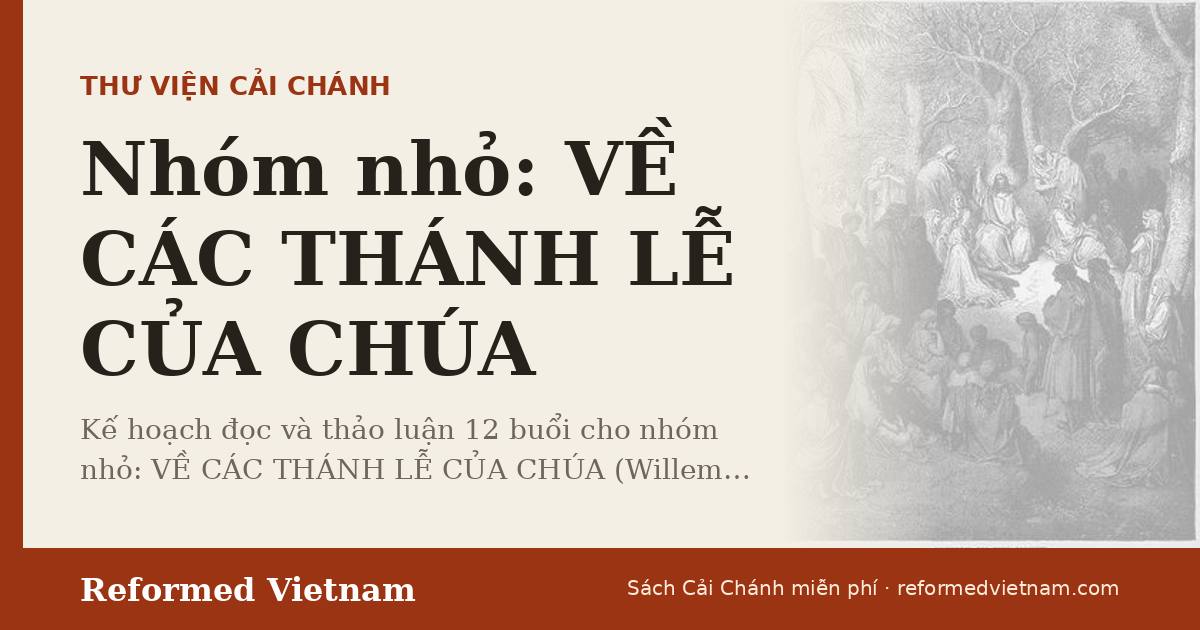 THƯ VIỆN CẢI CHÁNH
Nhóm nhỏ: VỀ
CÁC THÁNH LỄ
CỦA CHÚA
Kế hoạch đọc và thảo luận 12 buổi cho nhóm
nhỏ: VỀ CÁC THÁNH LỄ CỦA CHÚA (Willem…
Reformed Vietnam
Sách Cải Chánh miễn phí · reformedvietnam.com